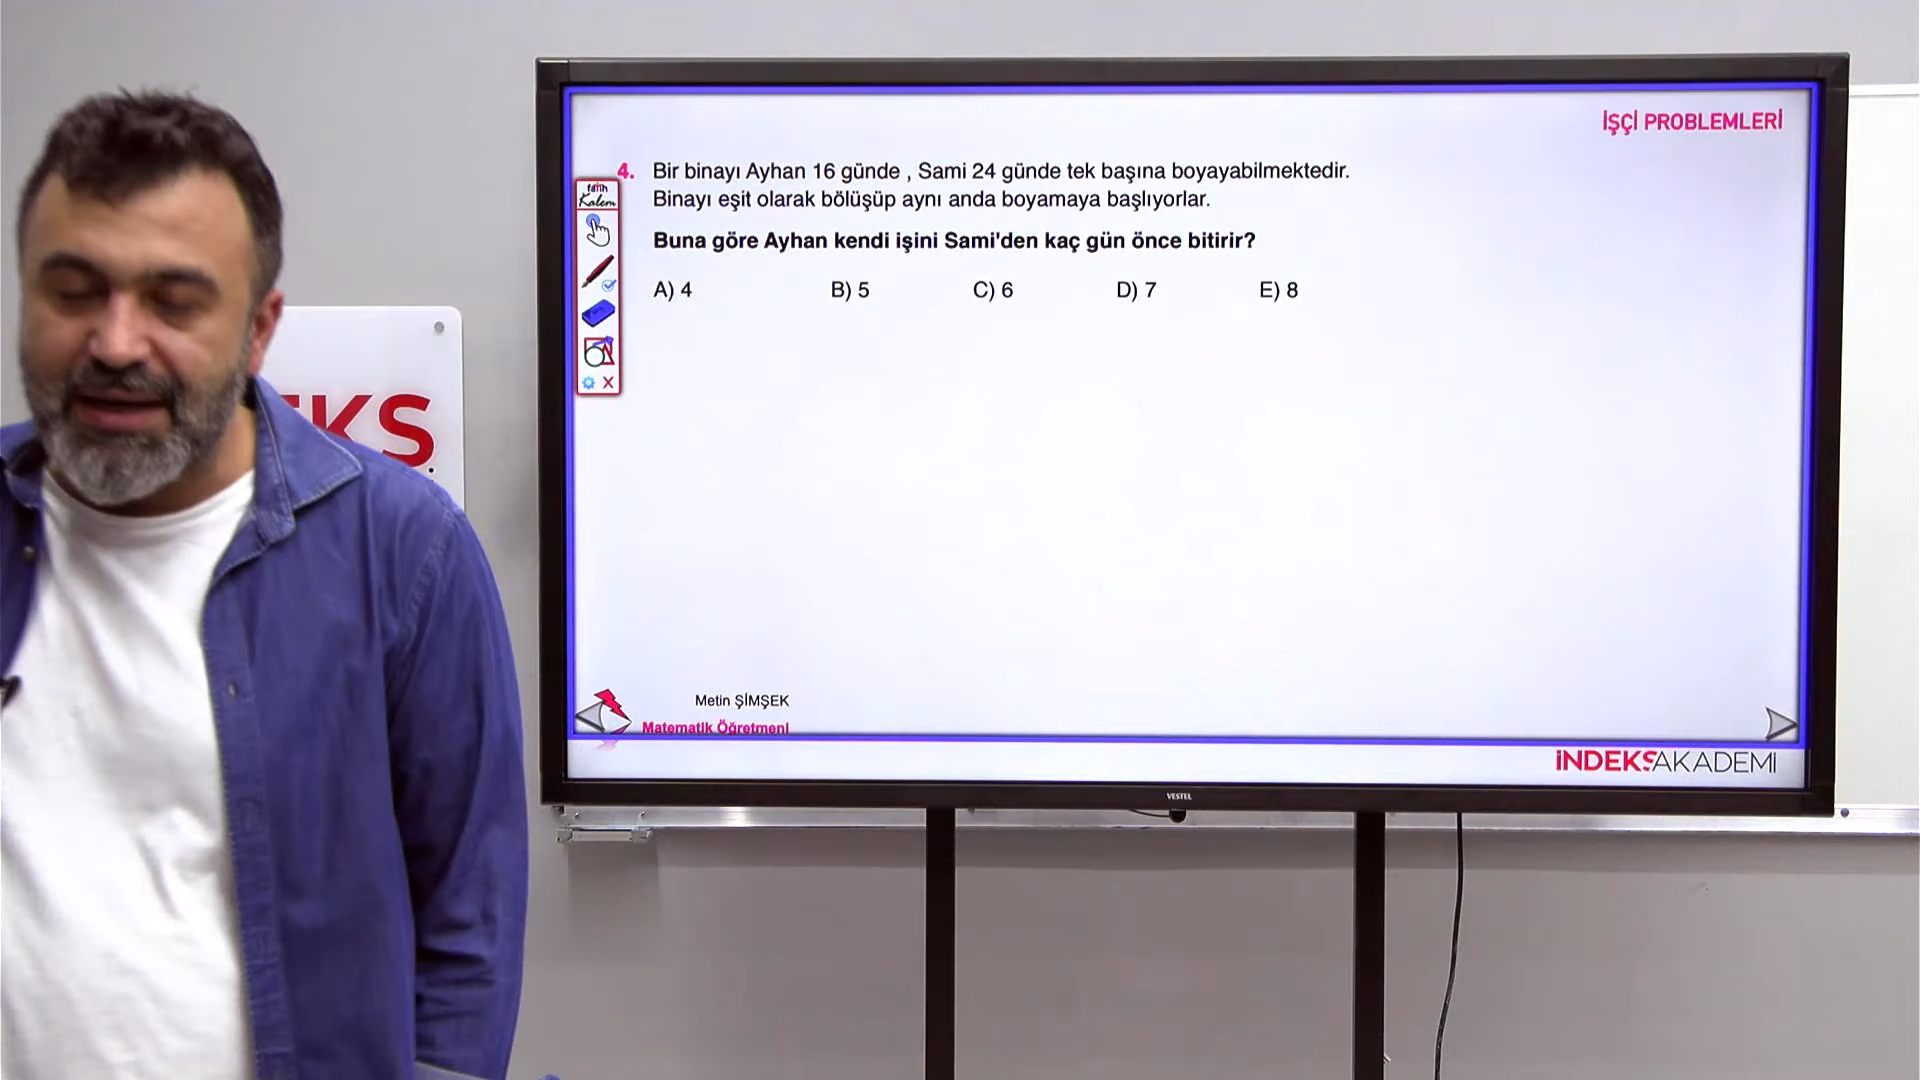 İŞÇİ PROBLEMLERİ
4. Bir binayı Ayhan 16 günde , Sami 24 günde tek başına boyayabilmektedir.
Binayı eşit olarak bölüşüp aynı anda boyamaya başlıyorlar.
Buna göre Ayhan kendi işini Sami'den kaç gün önce bitirir?
A) 4 B) 5 C) 6 D) 7 E) 8
fatih
Kalem
Metin ŞİMŞEK
Matematik Öğretmeni
İNDEKSAKADEMİ
VESTEL